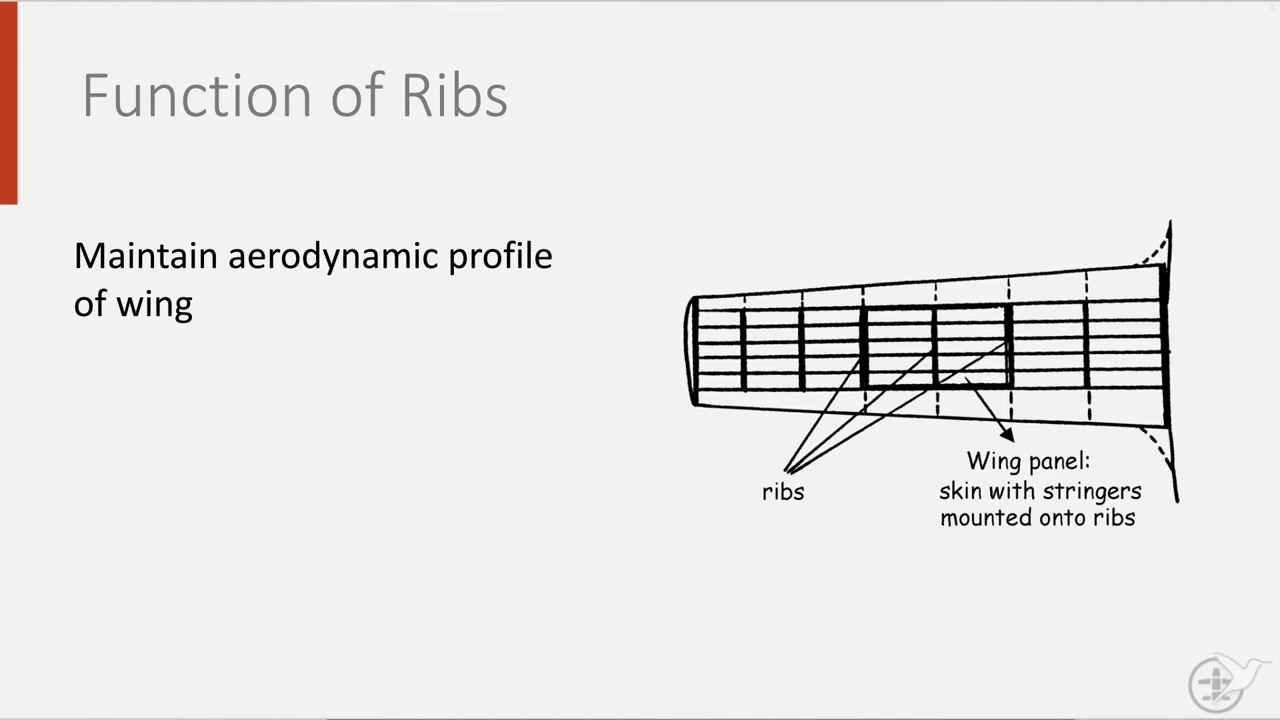 Function of Ribs
Maintain aerodynamic profile
of wing
ribs
Wing panel:
skin with stringers
mounted onto ribs